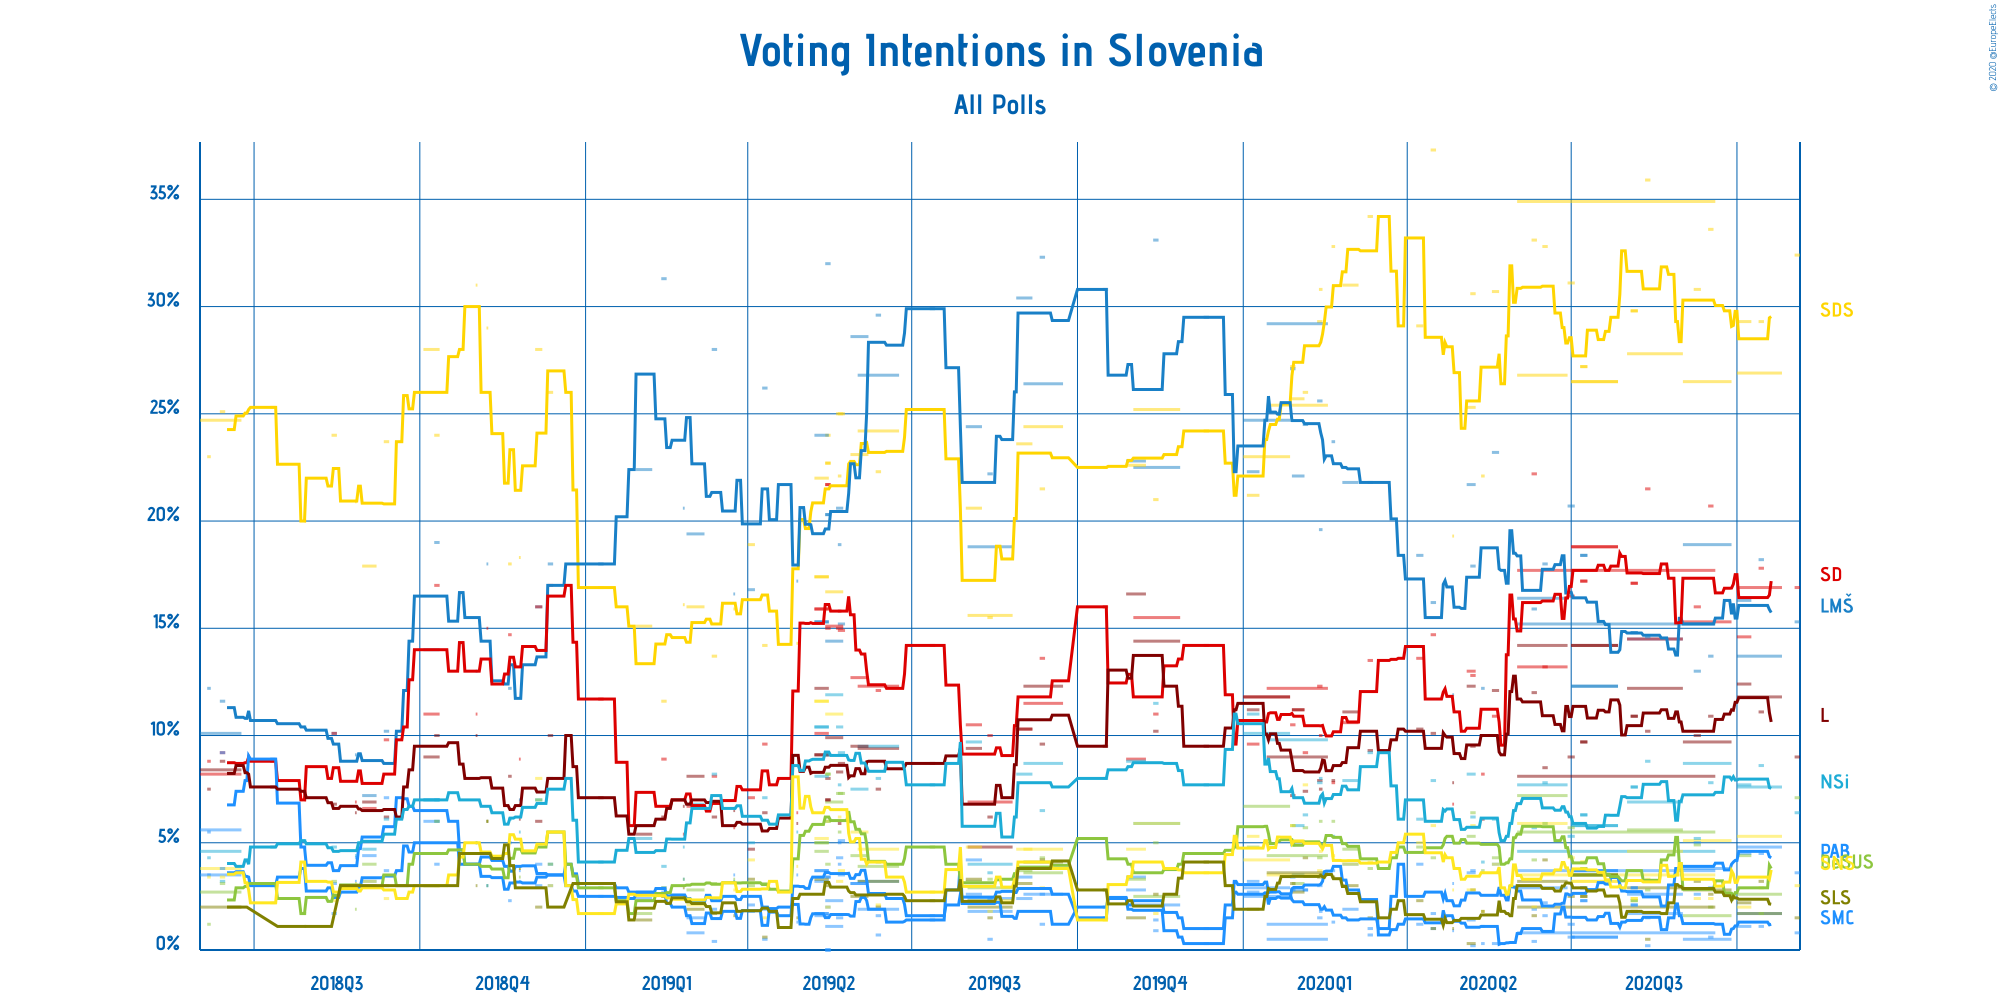 © 2020 @EuropeElects
Voting Intentions in Slovenia
All Polls
35%
30%
25%
20%
15%
10%
5%
0%
SDS
SD
LMŠ
L
NSi
PAB
DeSUS
SNS
SLS
SMC
2018Q3 2018Q4 2019Q1 2019Q2 2019Q3 2019Q4 2020Q1 2020Q2 2020Q3